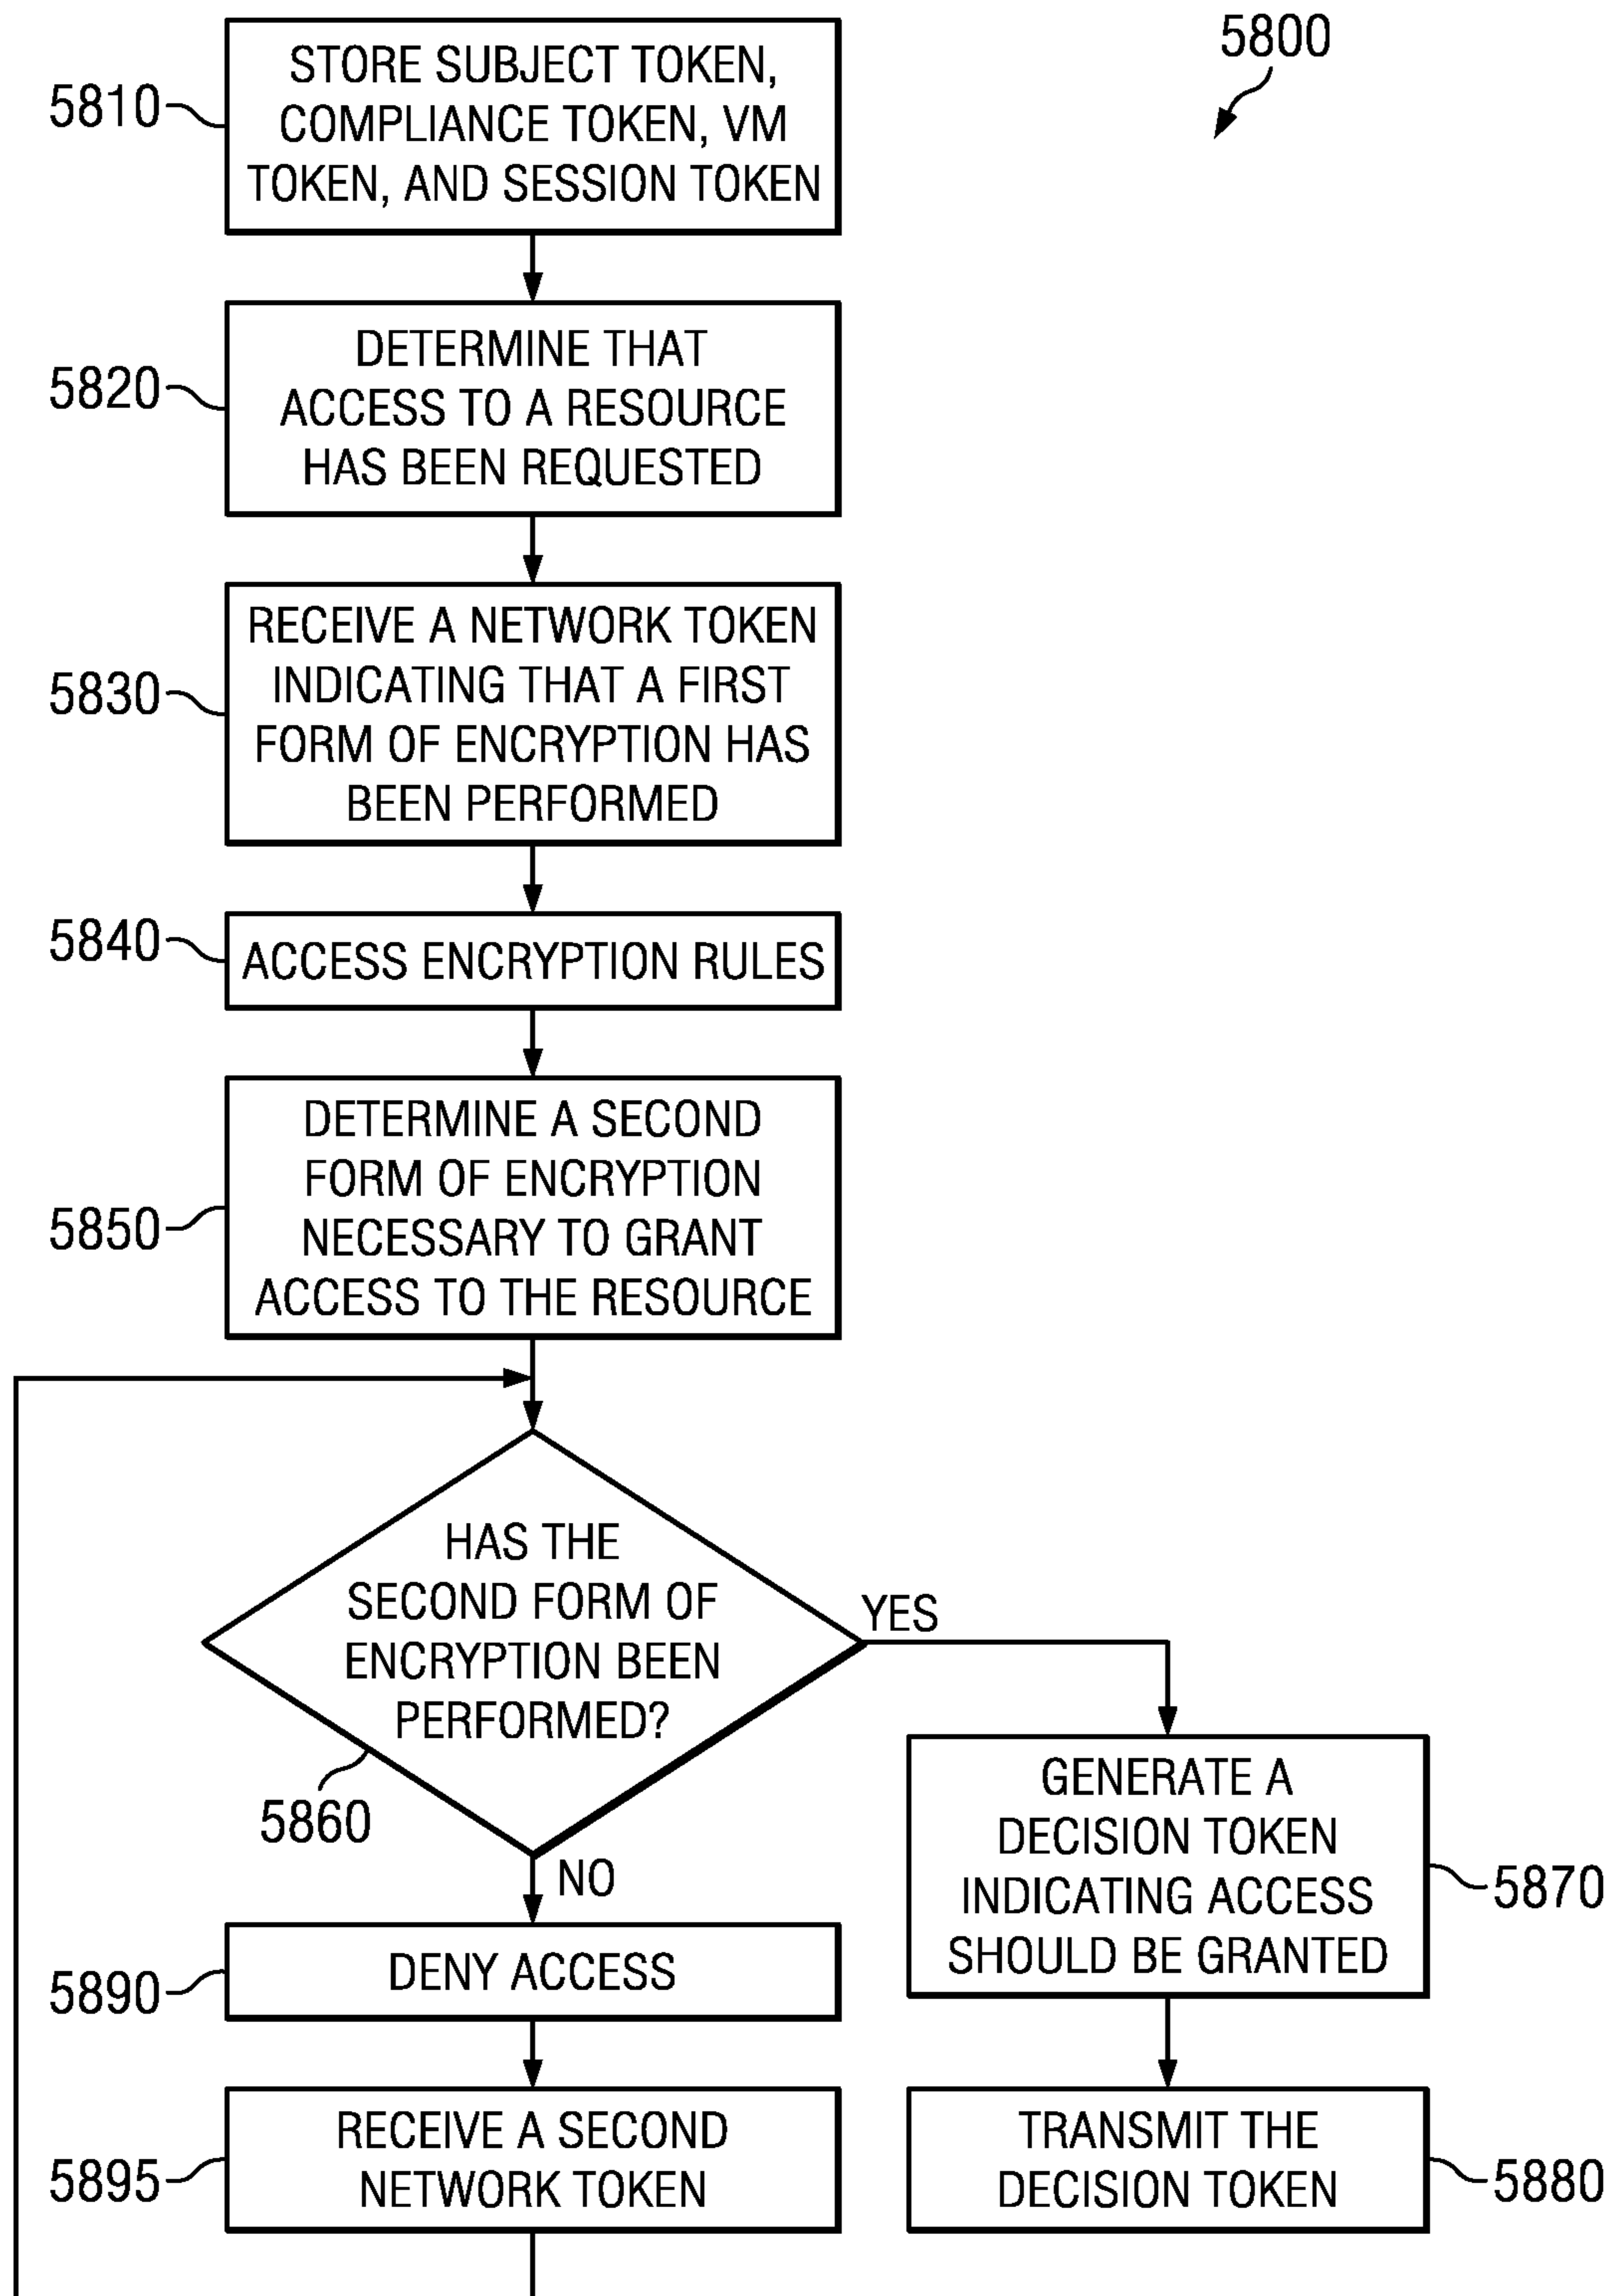 5800
5810
STORE SUBJECT TOKEN,
COMPLIANCE TOKEN, VM
TOKEN, AND SESSION TOKEN
5820
DETERMINE THAT
ACCESS TO A RESOURCE
HAS BEEN REQUESTED
5830
RECEIVE A NETWORK TOKEN
INDICATING THAT A FIRST
FORM OF ENCRYPTION HAS
BEEN PERFORMED
5840
ACCESS ENCRYPTION RULES
5850
DETERMINE A SECOND
FORM OF ENCRYPTION
NECESSARY TO GRANT
ACCESS TO THE RESOURCE
HAS THE
SECOND FORM OF
ENCRYPTION BEEN
PERFORMED?
5860
YES
NO
GENERATE A
DECISION TOKEN
INDICATING ACCESS
SHOULD BE GRANTED
5870
5890
DENY ACCESS
5895
RECEIVE A SECOND
NETWORK TOKEN
TRANSMIT THE
DECISION TOKEN
5880